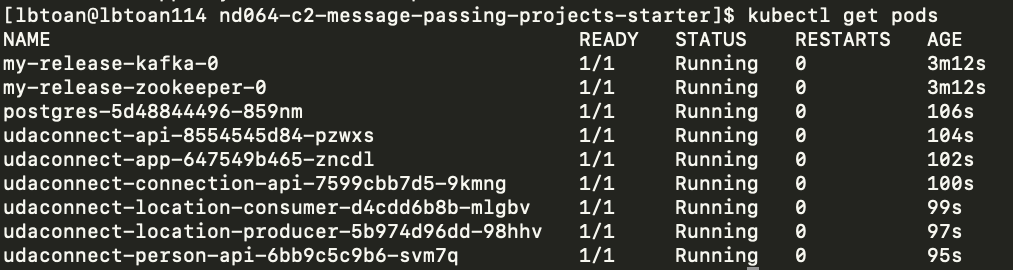 [lbtoan@lbtoan114 nd064-c2-message-passing-projects-starter]$ kubectl get pods
NAME READY STATUS RESTARTS AGE
my-release-kafka-0 1/1 Running 0 3m12s
my-release-zookeeper-0 1/1 Running 0 3m12s
postgres-5d48844496-859nm 1/1 Running 0 106s
udaconnect-api-8554545d84-pzwxs 1/1 Running 0 104s
udaconnect-app-647549b465-zncdl 1/1 Running 0 102s
udaconnect-connection-api-7599cbb7d5-9kmng 1/1 Running 0 100s
udaconnect-location-consumer-d4cdd6b8b-mlgbv 1/1 Running 0 99s
udaconnect-location-producer-5b974d96dd-98hhv 1/1 Running 0 97s
udaconnect-person-api-6bb9c5c9b6-svm7q 1/1 Running 0 95s